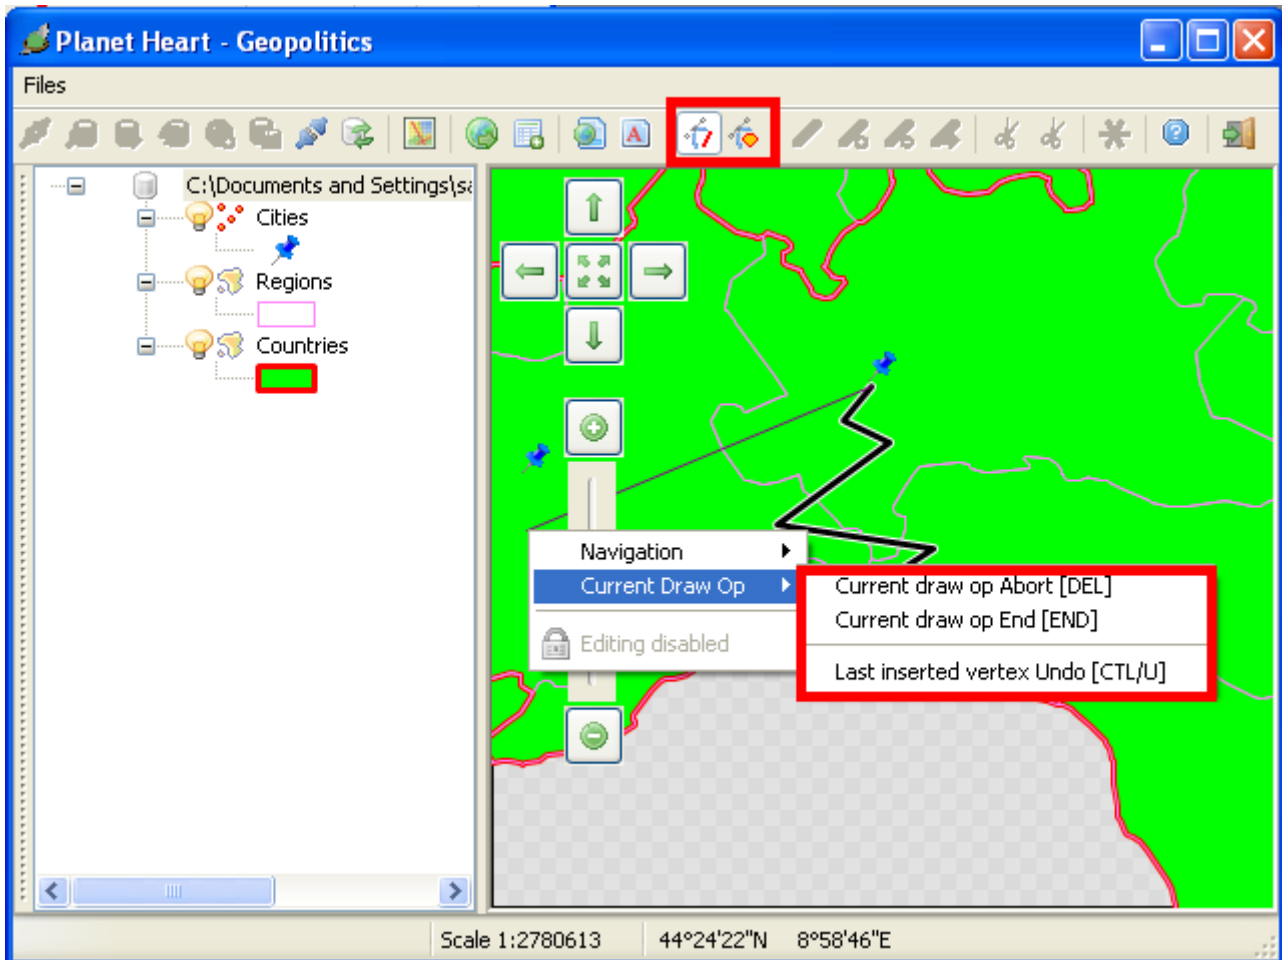 Planet Heart - Geopolitics
Files
A
C:\Documents and Settings\sa
Cities
Regions
Countries
Navigation
Current Draw Op
Editing disabled
Current draw op Abort [DEL]
Current draw op End [END]
Last inserted vertex Undo [CTL/U]
Scale 1:2780613 44°24'22"N 8°58'46"E